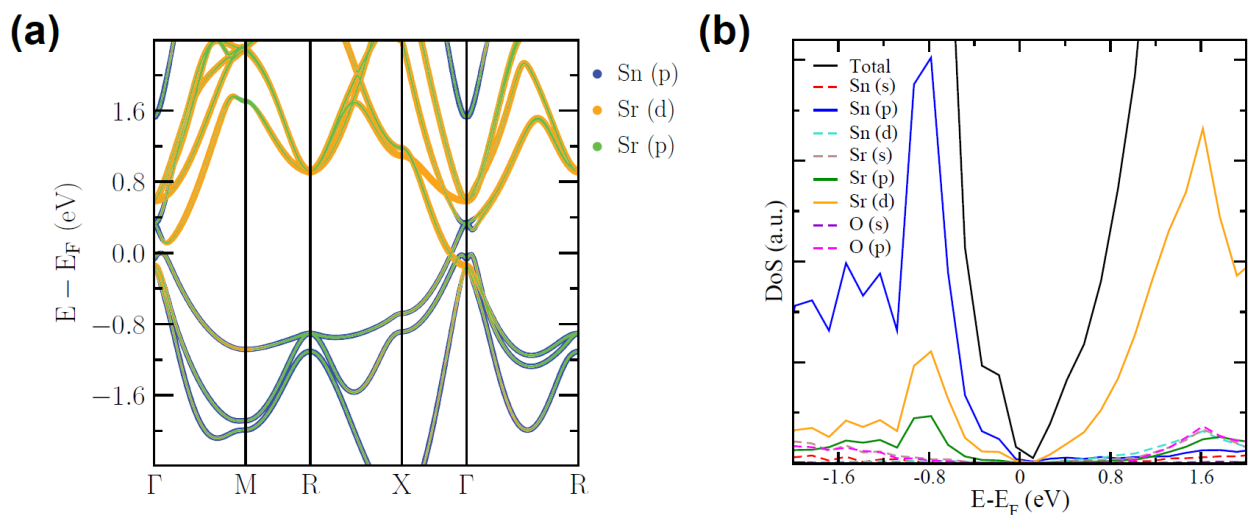 (a)
E − E_F (eV)
1.6
0.8
0.0
−0.8
−1.6
Γ M R X Γ R
Sn (p)
Sr (d)
Sr (p)
(b)
DoS (a.u.)
Total
Sn (s)
Sn (p)
Sn (d)
Sr (s)
Sr (p)
Sr (d)
O (s)
O (p)
-1.6 -0.8 0 0.8 1.6
E-E_F (eV)